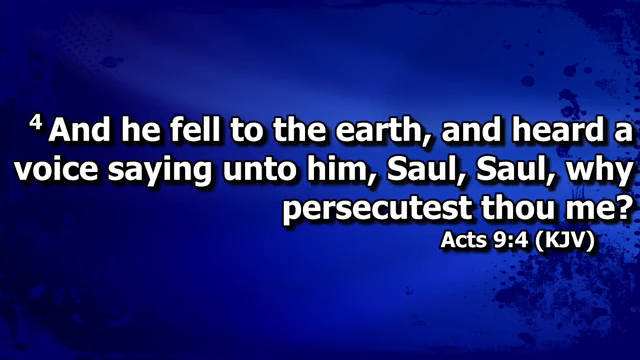 4 And he fell to the earth, and heard a
voice saying unto him, Saul, Saul, why
persecutest thou me?
Acts 9:4 (KJV)